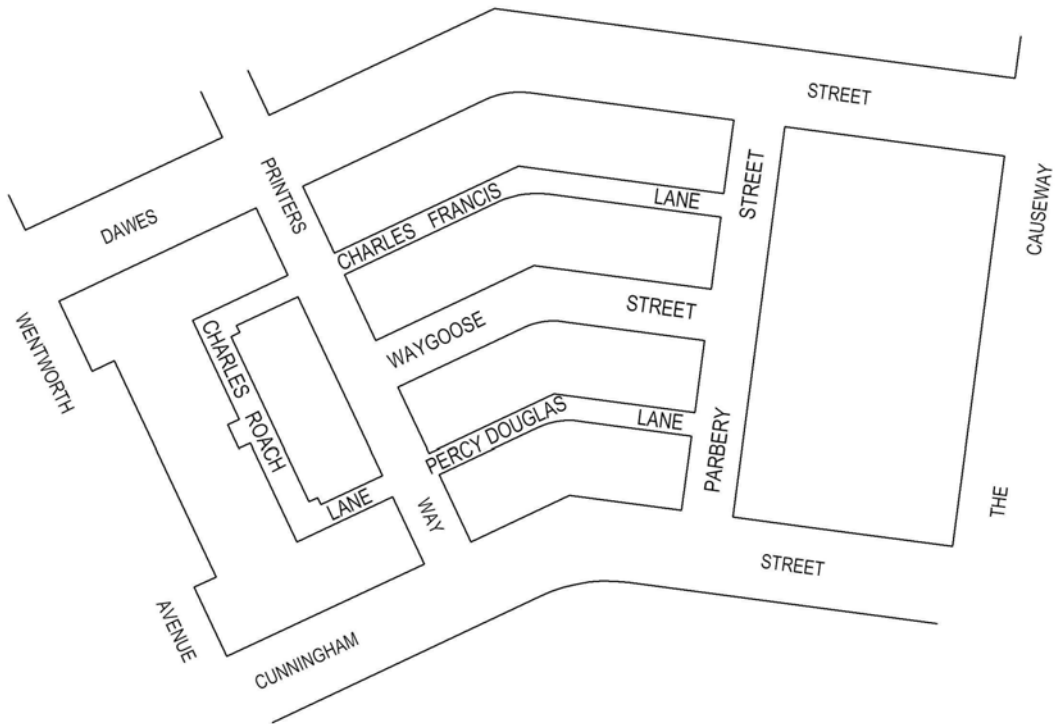 DAWES STREET
PRINTERS WAY
CHARLES FRANCIS LANE
PARBERY STREET
THE CAUSEWAY
WAYGOOSE STREET
WENTWORTH AVENUE
CHARLES ROACH LANE
PERCY DOUGLAS LANE
CUNNINGHAM STREET